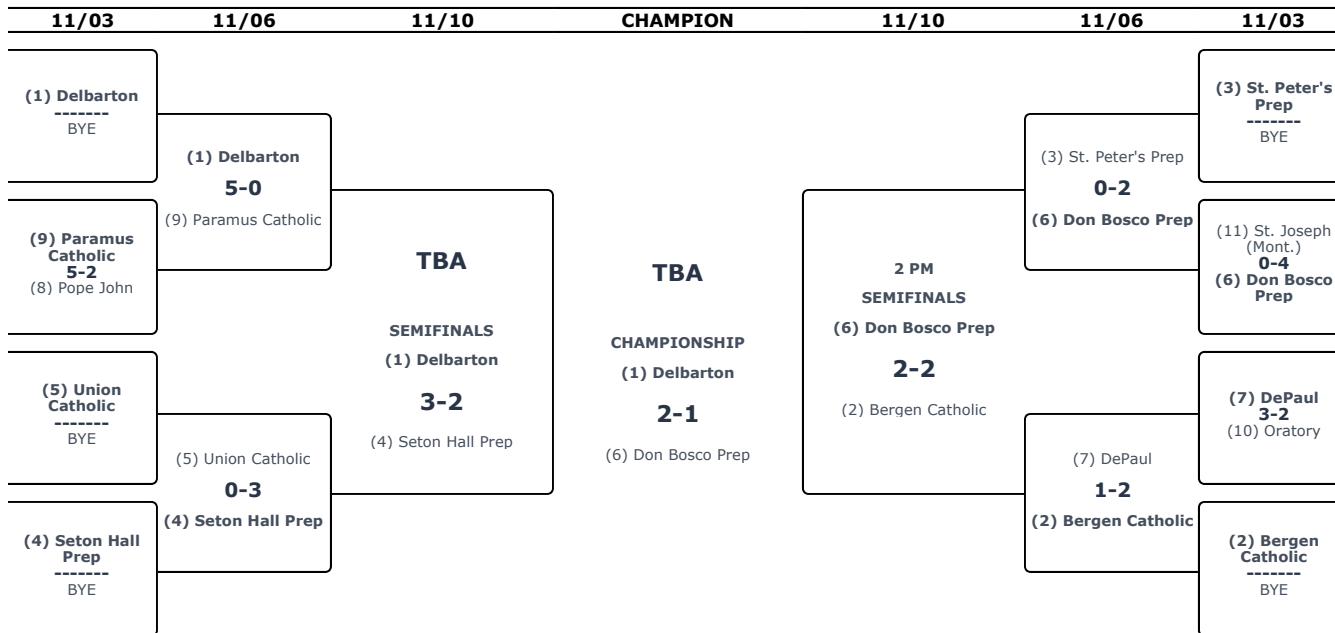 11/03 11/06 11/10 CHAMPION 11/10 11/06 11/03
(1) Delbarton
-------
BYE
(9) Paramus
Catholic
5-2
(8) Pope John
(5) Union
Catholic
-------
BYE
(4) Seton Hall
Prep
-------
BYE
(1) Delbarton
5-0
(9) Paramus Catholic
(5) Union Catholic
0-3
(4) Seton Hall Prep
TBA
SEMIFINALS
(1) Delbarton
3-2
(4) Seton Hall Prep
TBA
CHAMPIONSHIP
(1) Delbarton
2-1
(6) Don Bosco Prep
2 PM
SEMIFINALS
(6) Don Bosco Prep
2-2
(2) Bergen Catholic
(3) St. Peter's Prep
0-2
(6) Don Bosco Prep
(7) DePaul
1-2
(2) Bergen Catholic
(3) St. Peter's
Prep
-------
BYE
(11) St. Joseph
(Mont.)
0-4
(6) Don Bosco
Prep
(7) DePaul
3-2
(10) Oratory
(2) Bergen
Catholic
-------
BYE